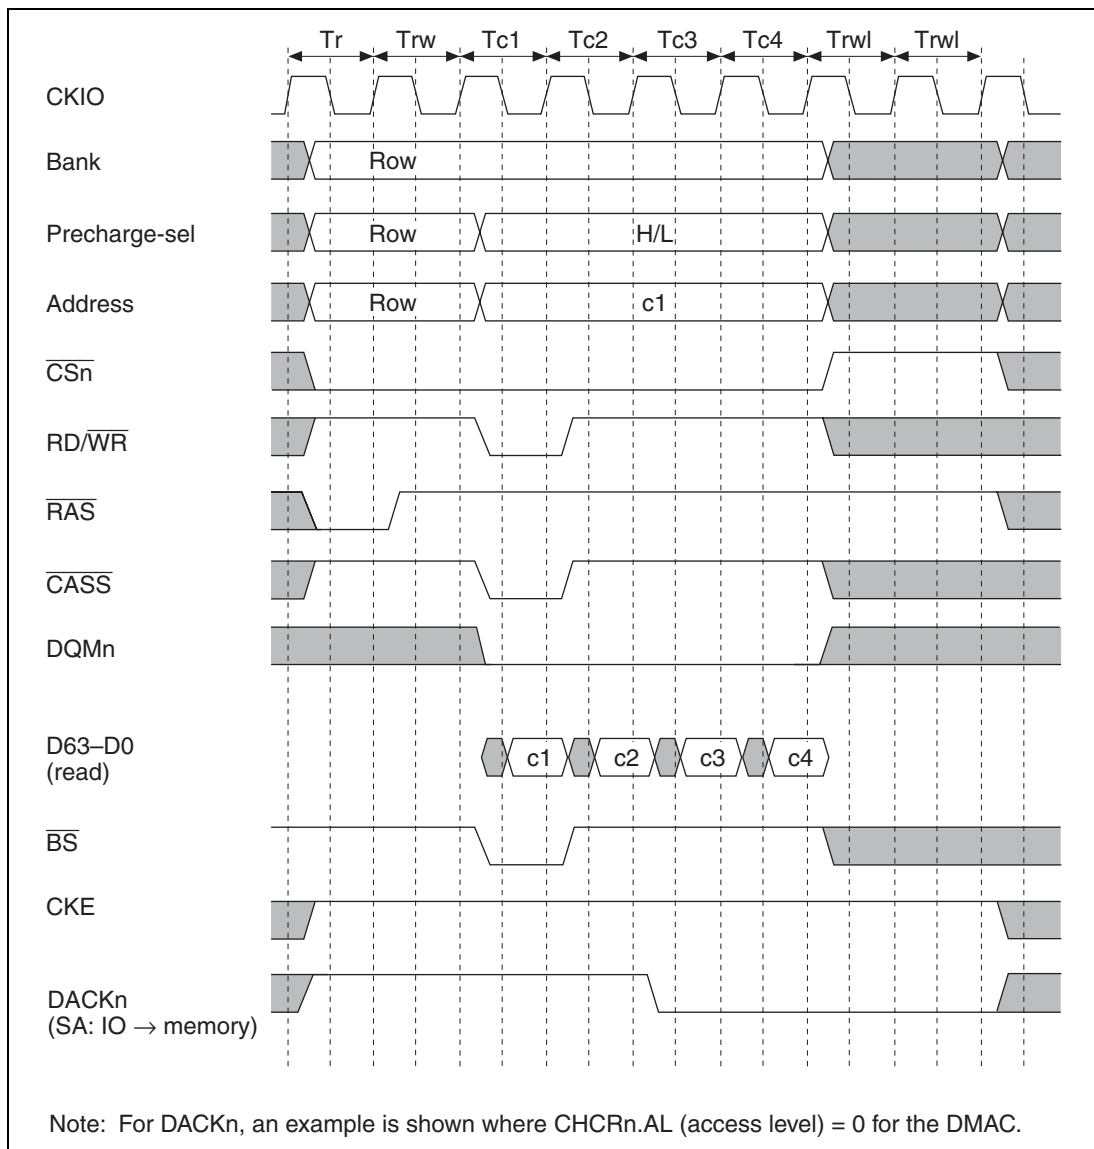 Tr Trw Tc1 Tc2 Tc3 Tc4 Trwl Trwl
CKIO
Bank Row
Precharge-sel Row H/L
Address Row c1
CSn
RD/WR
RAS
CASS
DQMn
D63–D0 c1 c2 c3 c4
(read)
BS
CKE
DACKn
(SA: IO → memory)
Note: For DACKn, an example is shown where CHCRn.AL (access level) = 0 for the DMAC.